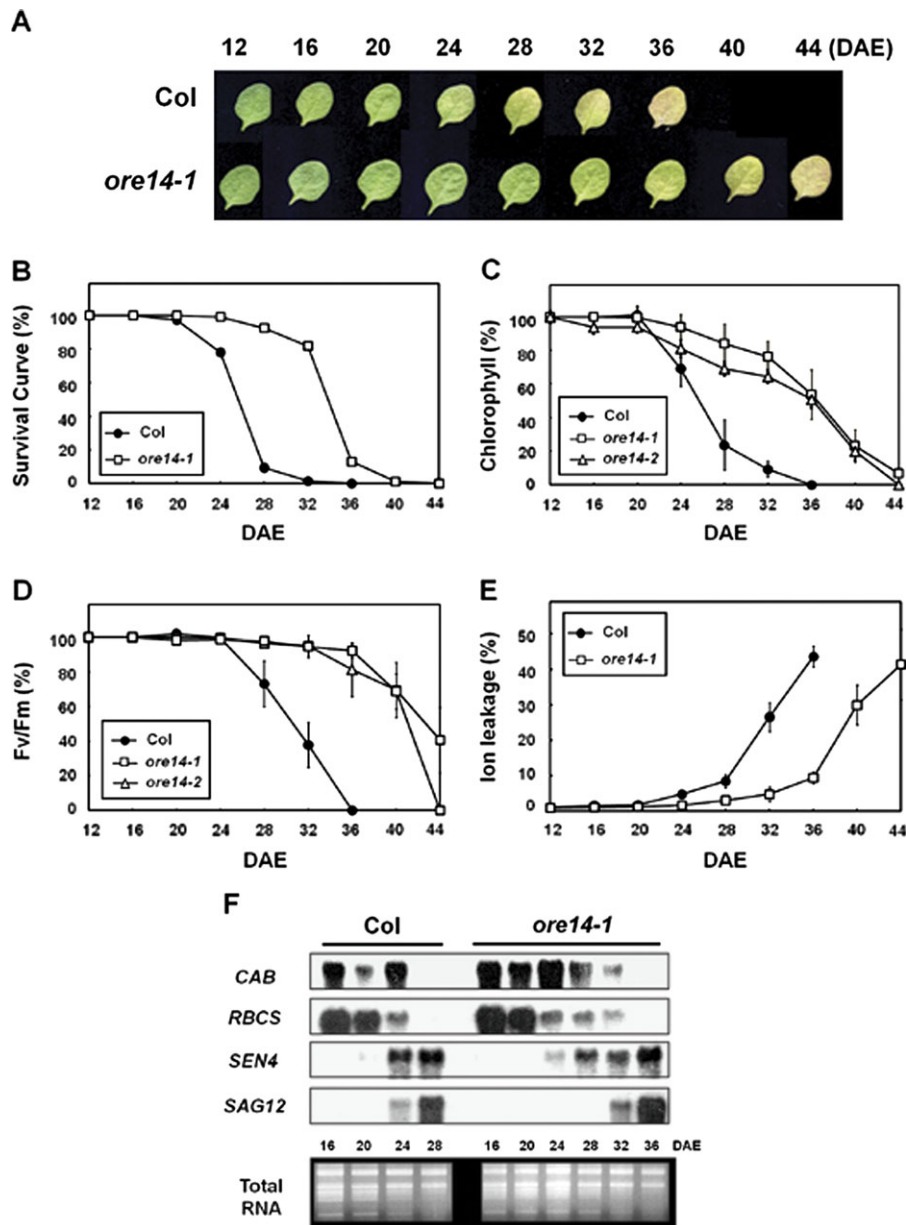 A
12 16 20 24 28 32 36 40 44 (DAE)
Col
ore14-1
B
Survival Curve (%)
100
80
60
40
20
0
Col
ore14-1
12 16 20 24 28 32 36 40 44
DAE
C
Chlorophyll (%)
100
80
60
40
20
0
Col
ore14-1
ore14-2
12 16 20 24 28 32 36 40 44
DAE
D
Fv/Fm (%)
100
80
60
40
20
0
Col
ore14-1
ore14-2
12 16 20 24 28 32 36 40 44
DAE
E
Ion leakage (%)
50
40
30
20
10
0
Col
ore14-1
12 16 20 24 28 32 36 40 44
DAE
F
Col ore14-1
CAB
RBCS
SEN4
SAG12
16 20 24 28 16 20 24 28 32 36 DAE
Total
RNA